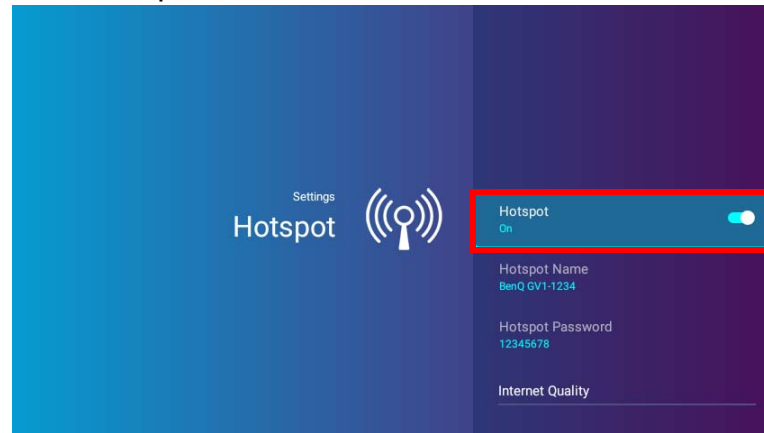 Settings
Hotspot
Hotspot
On
Hotspot Name
BenQ GV1-1234
Hotspot Password
12345678
Internet Quality